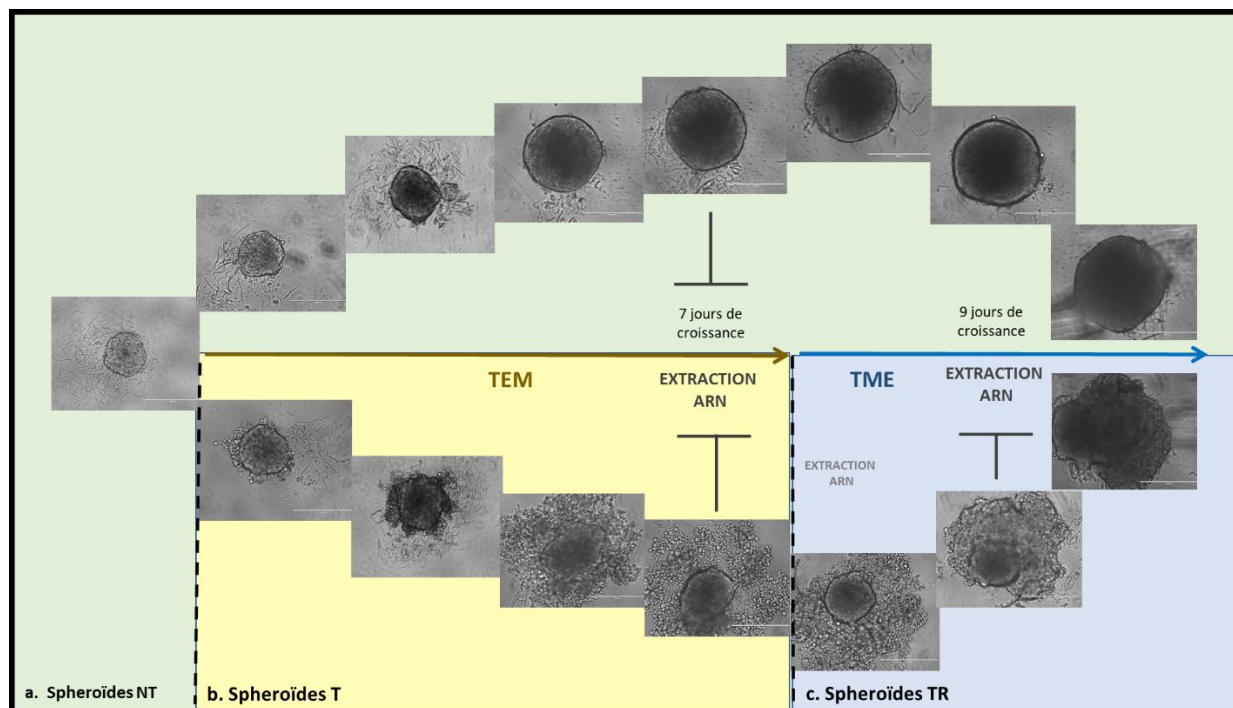 7 jours de
croissance
9 jours de
croissance
TEM
EXTRACTION
ARN
TME
EXTRACTION
ARN
EXTRACTION
ARN
a. Spheroïdes NT
b. Spheroïdes T
c. Spheroïdes TR